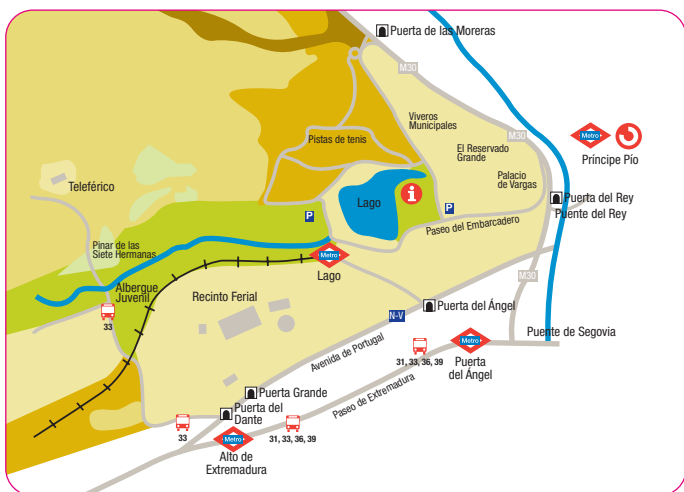 Puerta de las Moreras
M30
Viveros
Municipales
M30
Metro
Pistas de tenis
El Reservado
Grande
Príncipe Pío
Teleférico
Palacio
de Vargas
Lago
i
P
Puerta del Rey
P
Puente del Rey
Paseo del Embarcadero
Pinar de las
Siete Hermanas
Metro
Lago
M30
Albergue
Juvenil
Recinto Ferial
33
Puerta del Ángel
N-V
Puente de Segovia
Avenida de Portugal
Metro
31, 33, 36, 39
Puerta
del Ángel
Paseo de Extremadura
Puerta Grande
Puerta del
Dante
33
31, 33, 36, 39
Metro
Alto de
Extremadura